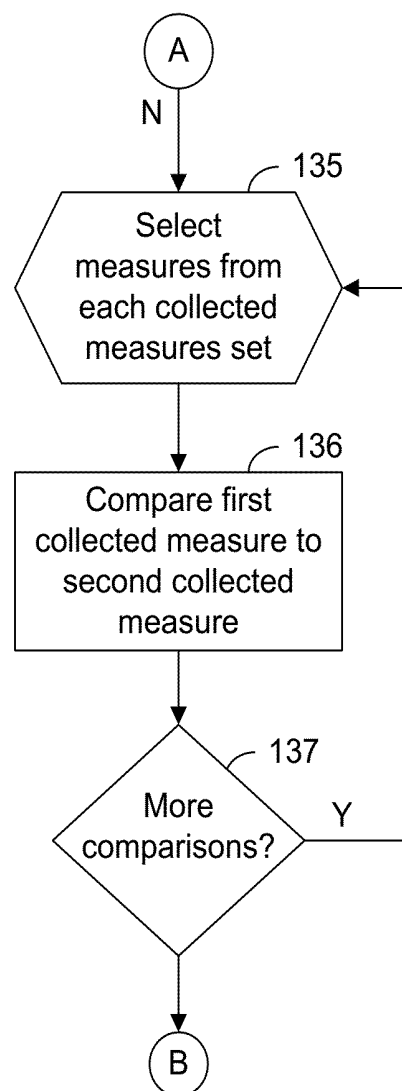 A
N
135
Select
measures from
each collected
measures set
136
Compare first
collected measure to
second collected
measure
137
More
comparisons?
Y
B